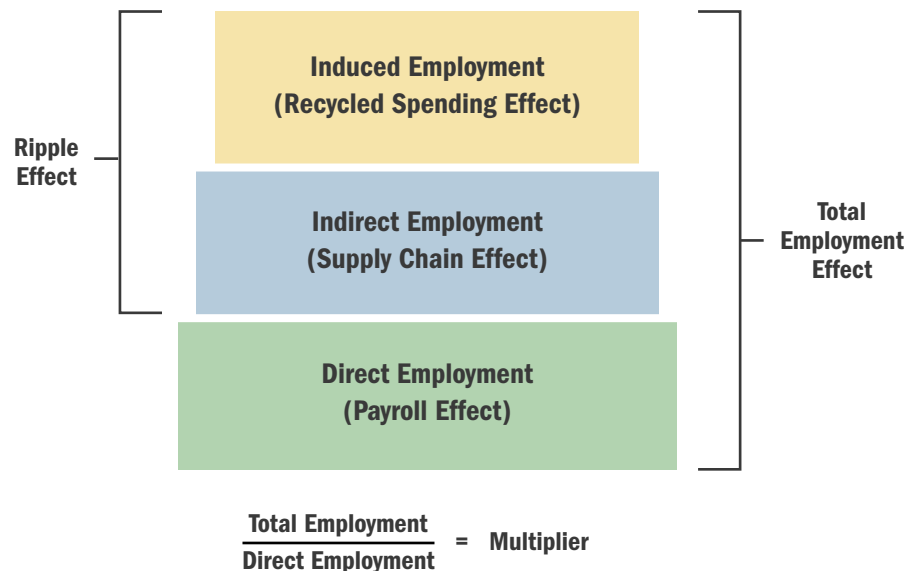 Induced Employment
(Recycled Spending Effect)
Ripple
Effect
Indirect Employment
(Supply Chain Effect)
Total
Employment
Effect
Direct Employment
(Payroll Effect)
Total Employment
Direct Employment
= Multiplier